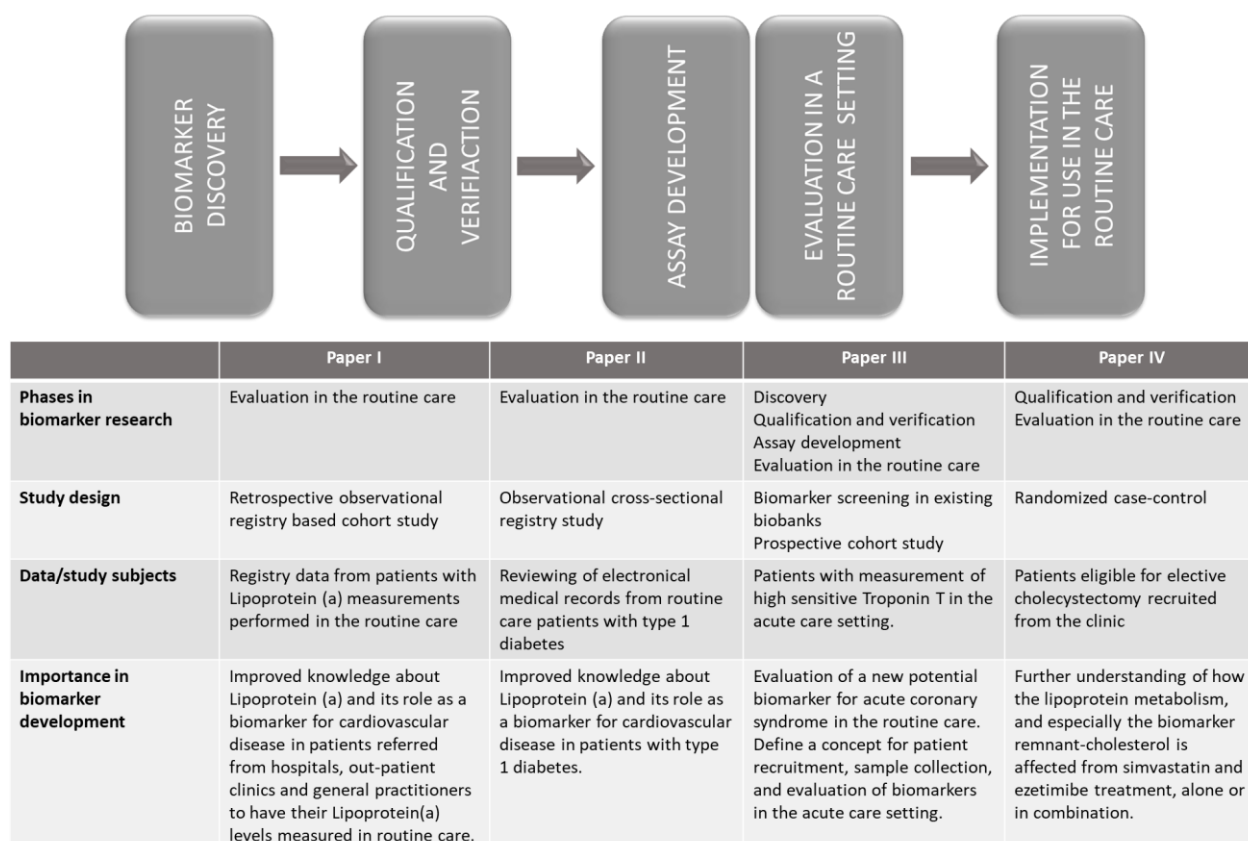 BIOMARKER
DISCOVERY
QUALIFICATION
AND
VERIFIACTION
ASSAY DEVELOPMENT
EVALUATION IN A
ROUTINE CARE SETTING
IMPLEMENTATION
FOR USE IN THE
ROUTINE CARE
Paper I
Paper II
Paper III
Paper IV
Phases in
biomarker research
Evaluation in the routine care
Evaluation in the routine care
Discovery
Qualification and verification
Assay development
Evaluation in the routine care
Qualification and verification
Evaluation in the routine care
Study design
Retrospective observational
registry based cohort study
Observational cross-sectional
registry study
Biomarker screening in existing
biobanks
Prospective cohort study
Randomized case-control
Data/study subjects
Registry data from patients with
Lipoprotein (a) measurements
performed in the routine care
Reviewing of electronical
medical records from routine
care patients with type 1
diabetes
Patients with measurement of
high sensitive Troponin T in the
acute care setting.
Patients eligible for elective
cholecystectomy recruited
from the clinic
Importance in
biomarker
development
Improved knowledge about
Lipoprotein (a) and its role as a
biomarker for cardiovascular
disease in patients referred
from hospitals, out-patient
clinics and general practitioners
to have their Lipoprotein(a)
levels measured in routine care.
Improved knowledge about
Lipoprotein (a) and its role as
a biomarker for cardiovascular
disease in patients with type
1 diabetes.
Evaluation of a new potential
biomarker for acute coronary
syndrome in the routine care.
Define a concept for patient
recruitment, sample collection,
and evaluation of biomarkers
in the acute care setting.
Further understanding of how
the lipoprotein metabolism,
and especially the biomarker
remnant-cholesterol is
affected from simvastatin and
ezetimibe treatment, alone or
in combination.